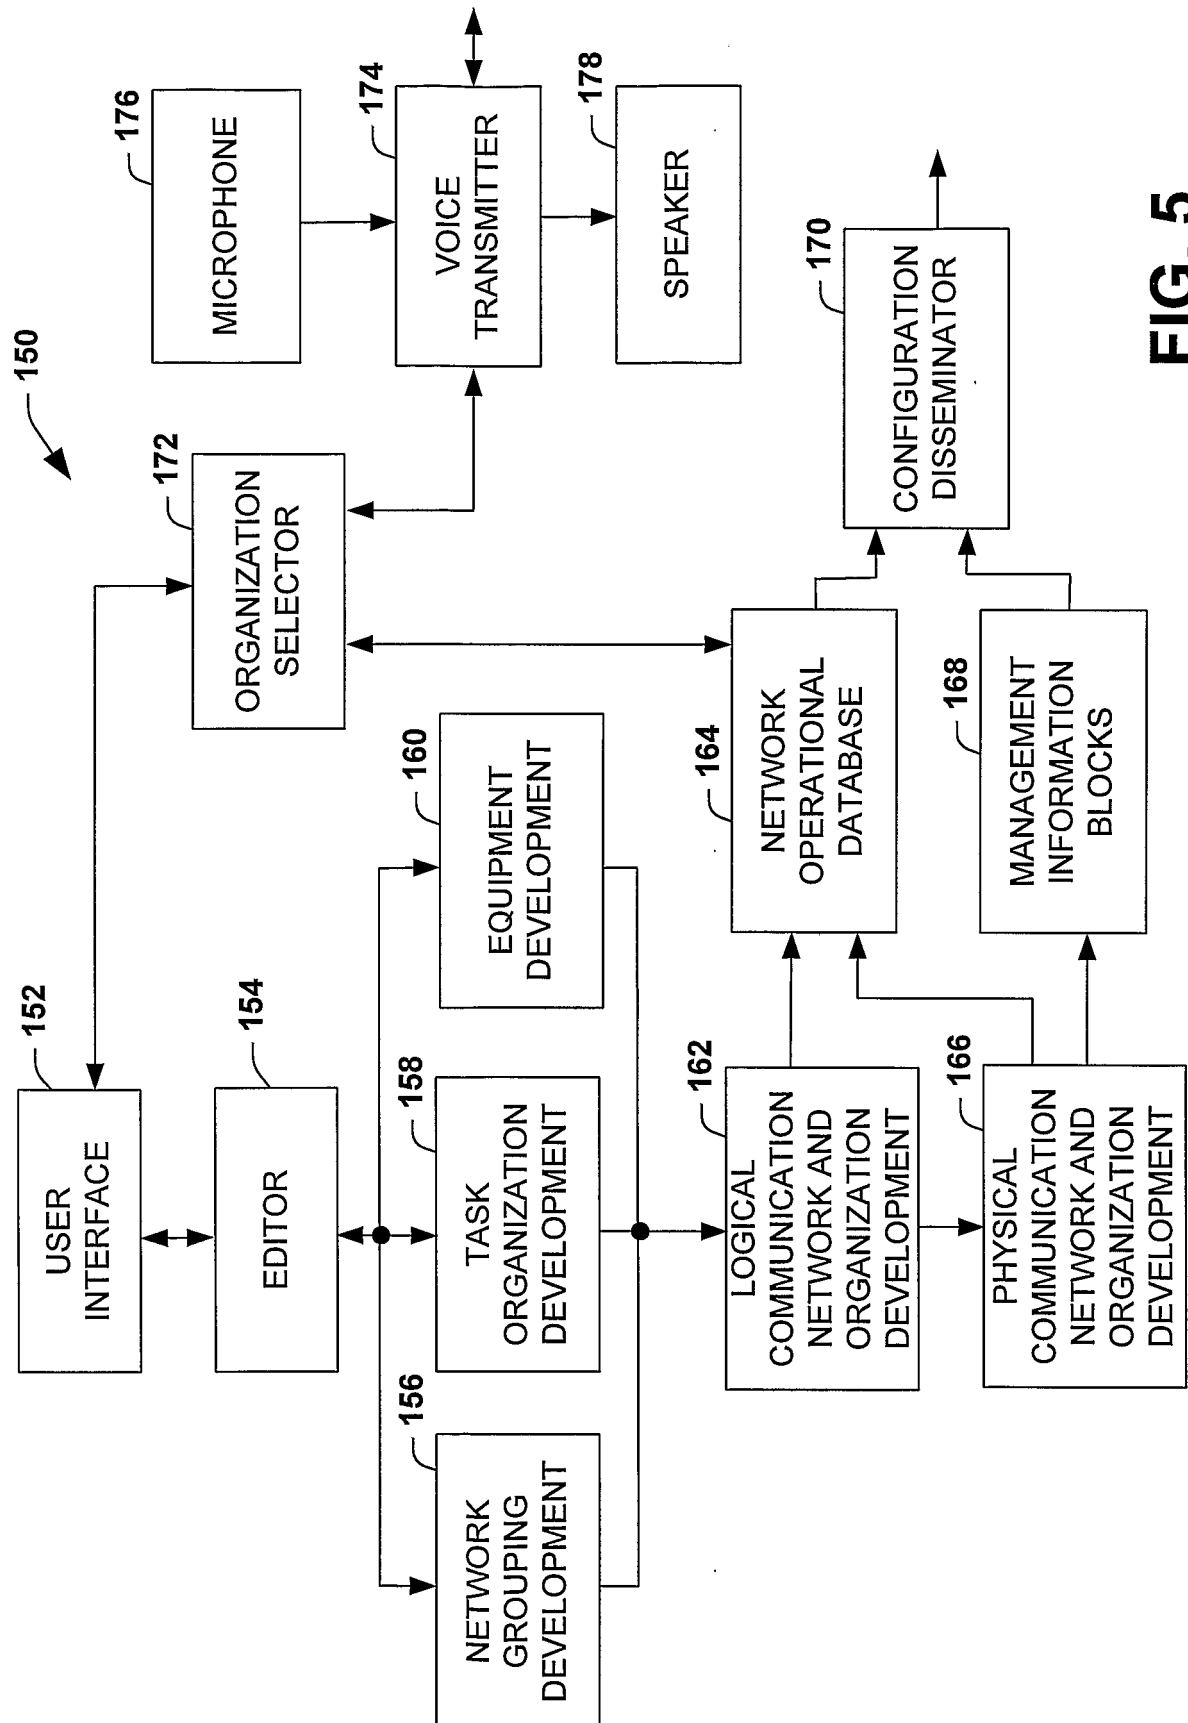 150
152
USER
INTERFACE
154
EDITOR
156
NETWORK
GROUPING
DEVELOPMENT
158
TASK
ORGANIZATION
DEVELOPMENT
160
EQUIPMENT
DEVELOPMENT
162
LOGICAL
COMMUNICATION
NETWORK AND
ORGANIZATION
DEVELOPMENT
166
PHYSICAL
COMMUNICATION
NETWORK AND
ORGANIZATION
DEVELOPMENT
164
NETWORK
OPERATIONAL
DATABASE
168
MANAGEMENT
INFORMATION
BLOCKS
170
CONFIGURATION
DISSEMINATOR
172
ORGANIZATION
SELECTOR
176
MICROPHONE
174
VOICE
TRANSMITTER
178
SPEAKER
FIG. 5